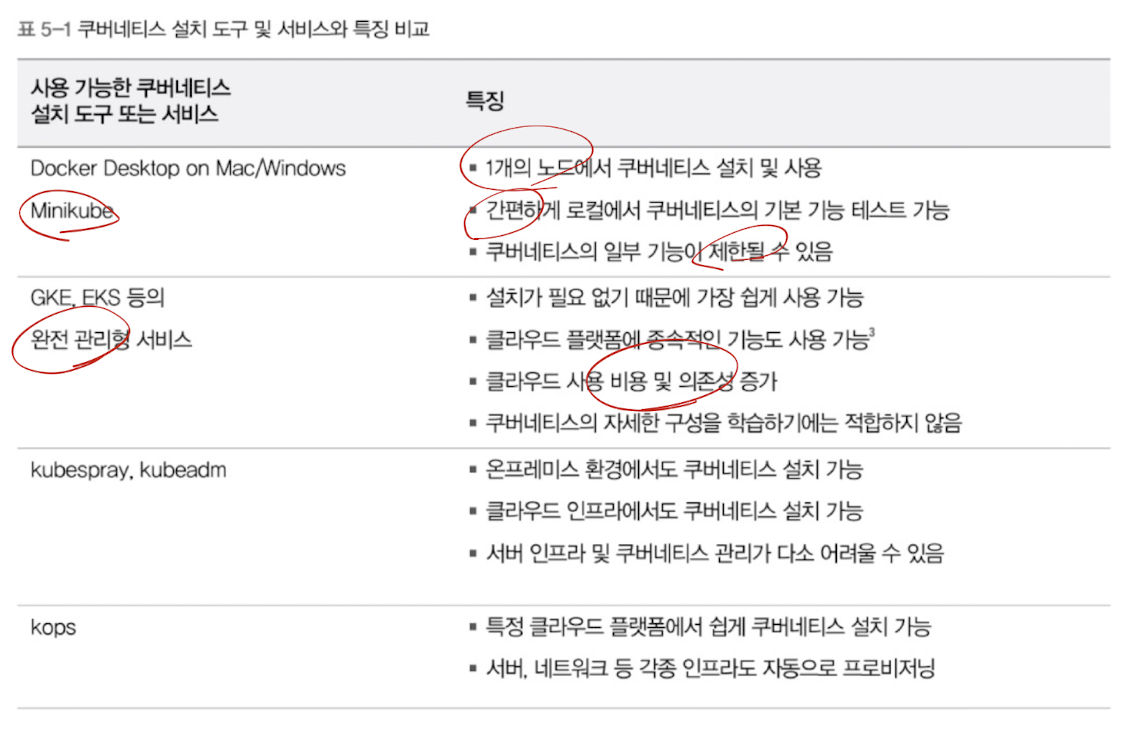 표 5-1 쿠버네티스 설치 도구 및 서비스와 특징 비교
사용 가능한 쿠버네티스
설치 도구 또는 서비스
특징
Docker Desktop on Mac/Windows
Minikube
▪ 1개의 노드에서 쿠버네티스 설치 및 사용
▪ 간편하게 로컬에서 쿠버네티스의 기본 기능 테스트 가능
▪ 쿠버네티스의 일부 기능이 제한될 수 있음
GKE, EKS 등의
완전 관리형 서비스
▪ 설치가 필요 없기 때문에 가장 쉽게 사용 가능
▪ 클라우드 플랫폼에 종속적인 기능도 사용 가능³
▪ 클라우드 사용 비용 및 의존성 증가
▪ 쿠버네티스의 자세한 구성을 학습하기에는 적합하지 않음
kubespray, kubeadm
▪ 온프레미스 환경에서도 쿠버네티스 설치 가능
▪ 클라우드 인프라에서도 쿠버네티스 설치 가능
▪ 서버 인프라 및 쿠버네티스 관리가 다소 어려울 수 있음
kops
▪ 특정 클라우드 플랫폼에서 쉽게 쿠버네티스 설치 가능
▪ 서버, 네트워크 등 각종 인프라도 자동으로 프로비저닝